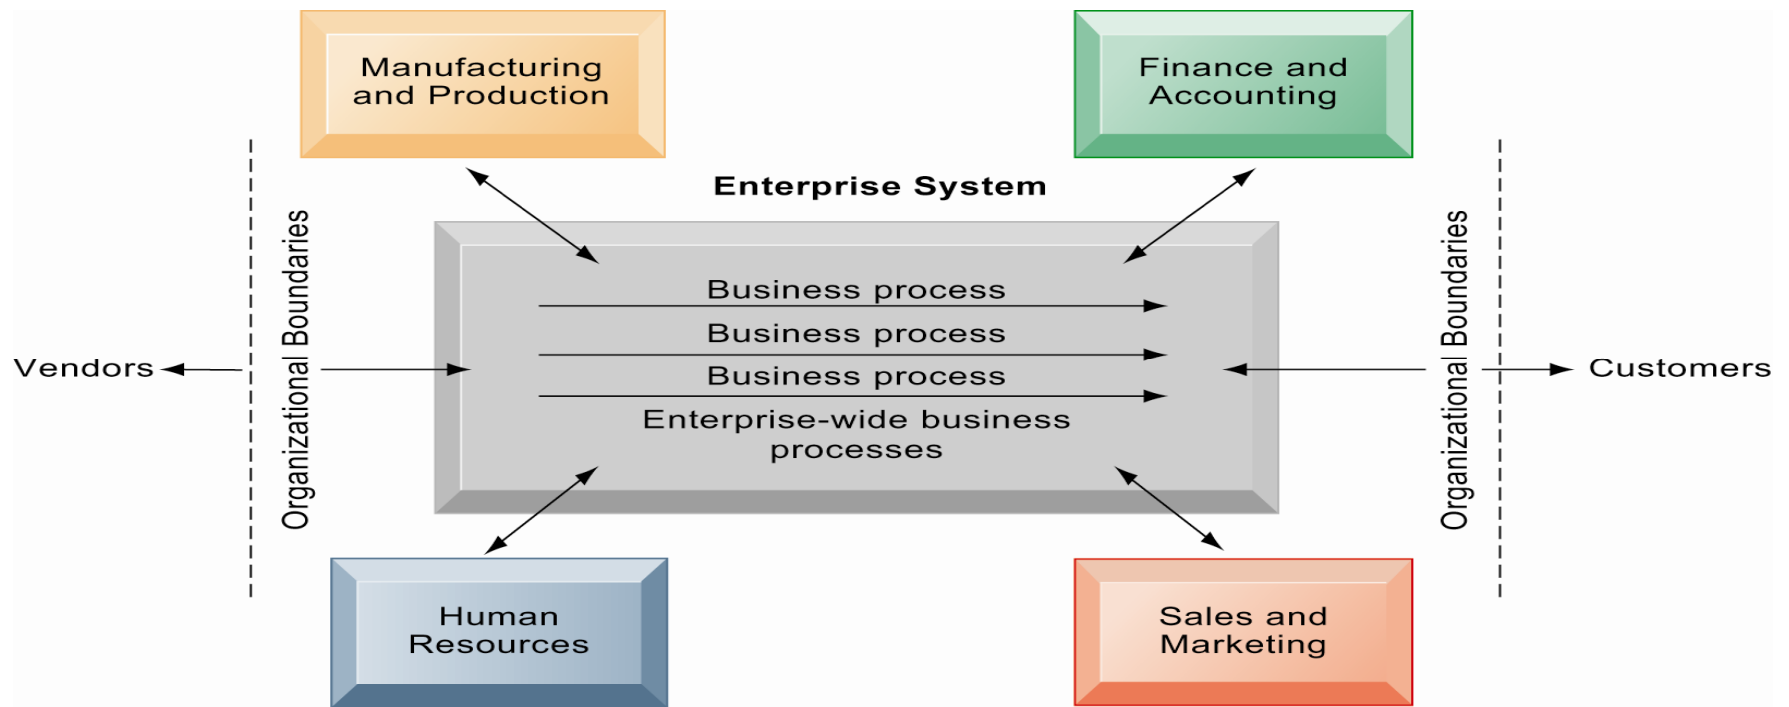 Manufacturing
and Production
Finance and
Accounting
Enterprise System
Organizational Boundaries
Organizational Boundaries
Business process
Business process
Vendors
Customers
Business process
Enterprise-wide business
processes
Human
Resources
Sales and
Marketing